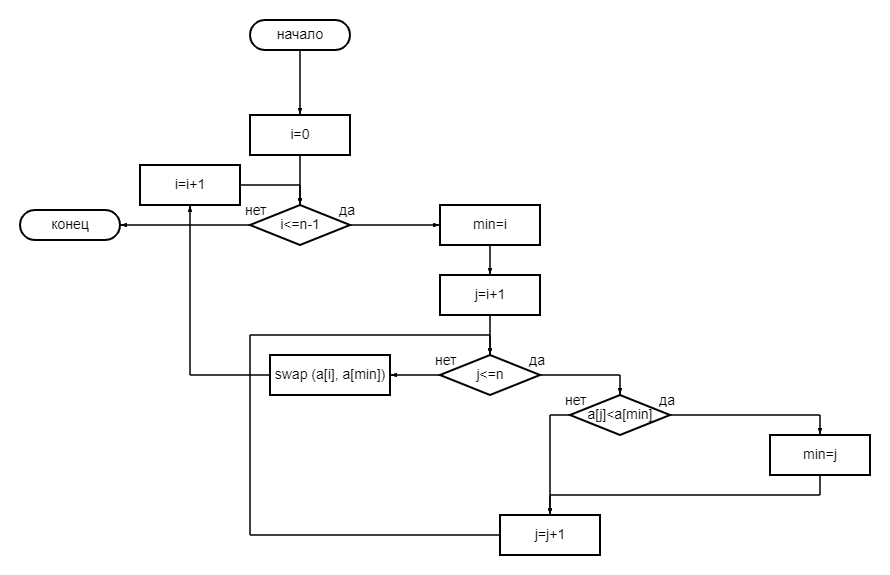 начало
i=0
i=i+1
нет
да
конец
i<=n-1
min=i
j=i+1
нет
да
swap (a[i], a[min])
j<=n
нет
да
a[j]<a[min]
min=j
j=j+1